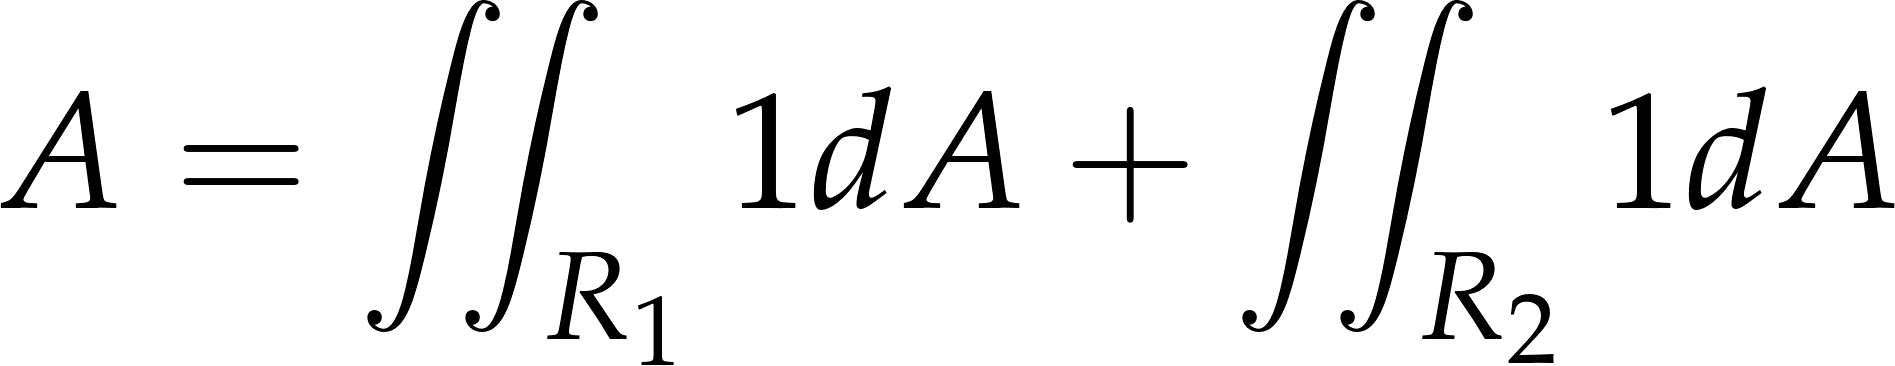 A = ∬_{R_1} 1dA + ∬_{R_2} 1dA